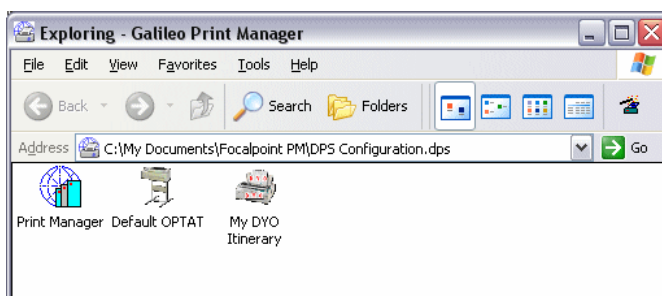 Exploring - Galileo Print Manager
File Edit View Favorites Tools Help
Back Search Folders
Address C:\My Documents\Focalpoint PM\DPS Configuration.dps Go
Print Manager Default OPTAT My DYO
Itinerary